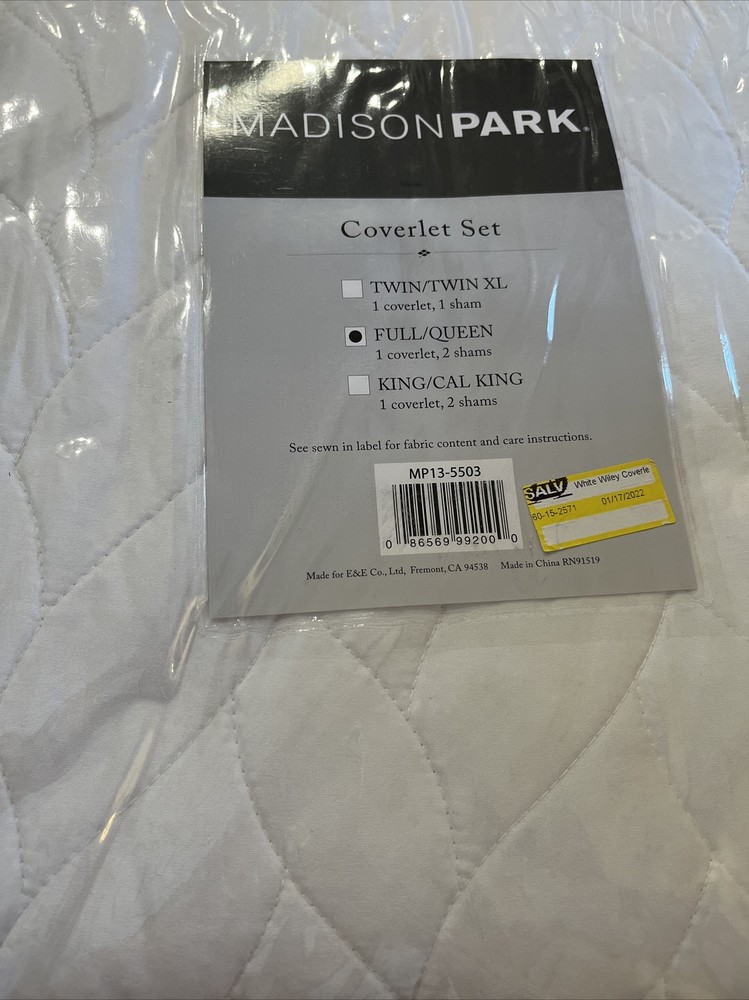 MADISONPARK®
Coverlet Set
TWIN/TWIN XL
1 coverlet, 1 sham
FULL/QUEEN
1 coverlet, 2 shams
KING/CAL KING
1 coverlet, 2 shams
See sewn in label for fabric content and care instructions.
MP13-5503
0 86569 99200 0
SALV White Wiley Coverle
60-15-2571 01/17/2022
Made for E&E Co., Ltd, Fremont, CA 94538 Made in China RN91519